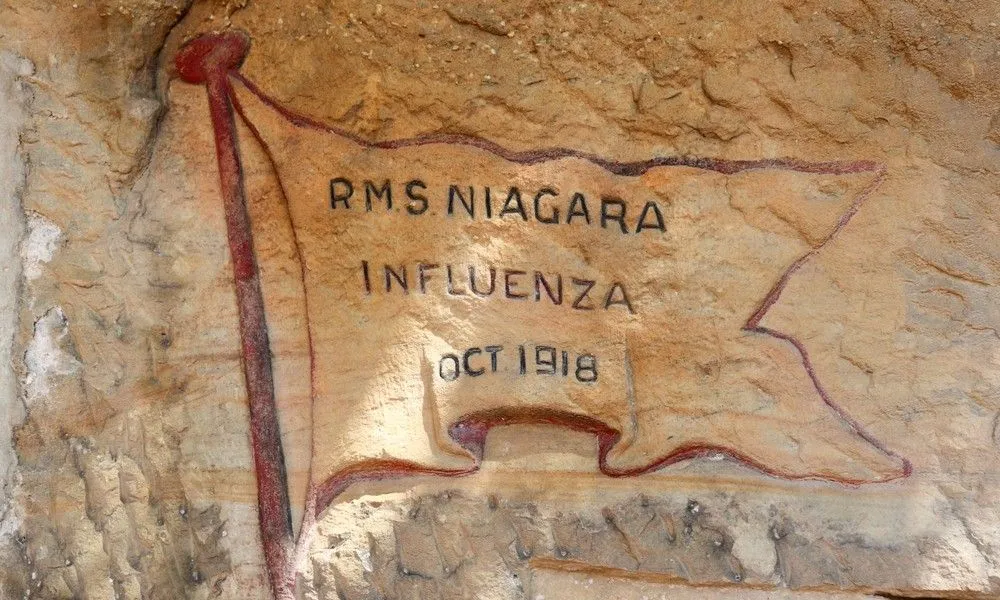 R.M.S. NIAGARA
INFLUENZA
OCT. 1918